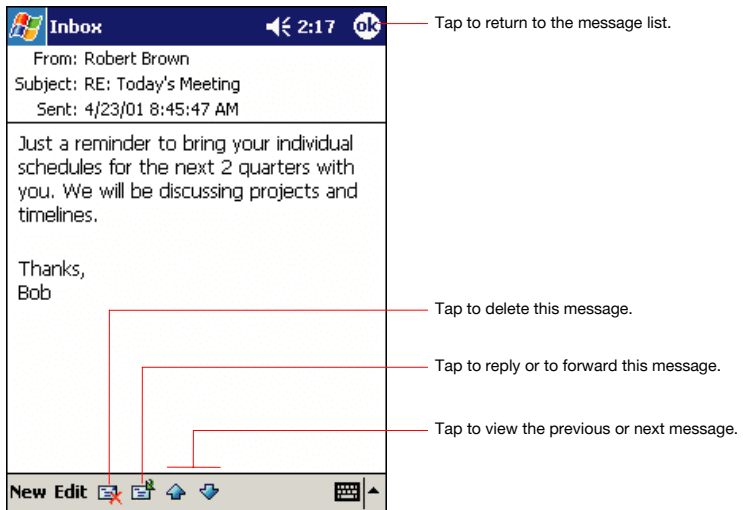 Inbox 2:17 ok
Tap to return to the message list.
From: Robert Brown
Subject: RE: Today's Meeting
Sent: 4/23/01 8:45:47 AM
Just a reminder to bring your individual
schedules for the next 2 quarters with
you. We will be discussing projects and
timelines.
Thanks,
Bob
Tap to delete this message.
Tap to reply or to forward this message.
Tap to view the previous or next message.
New Edit